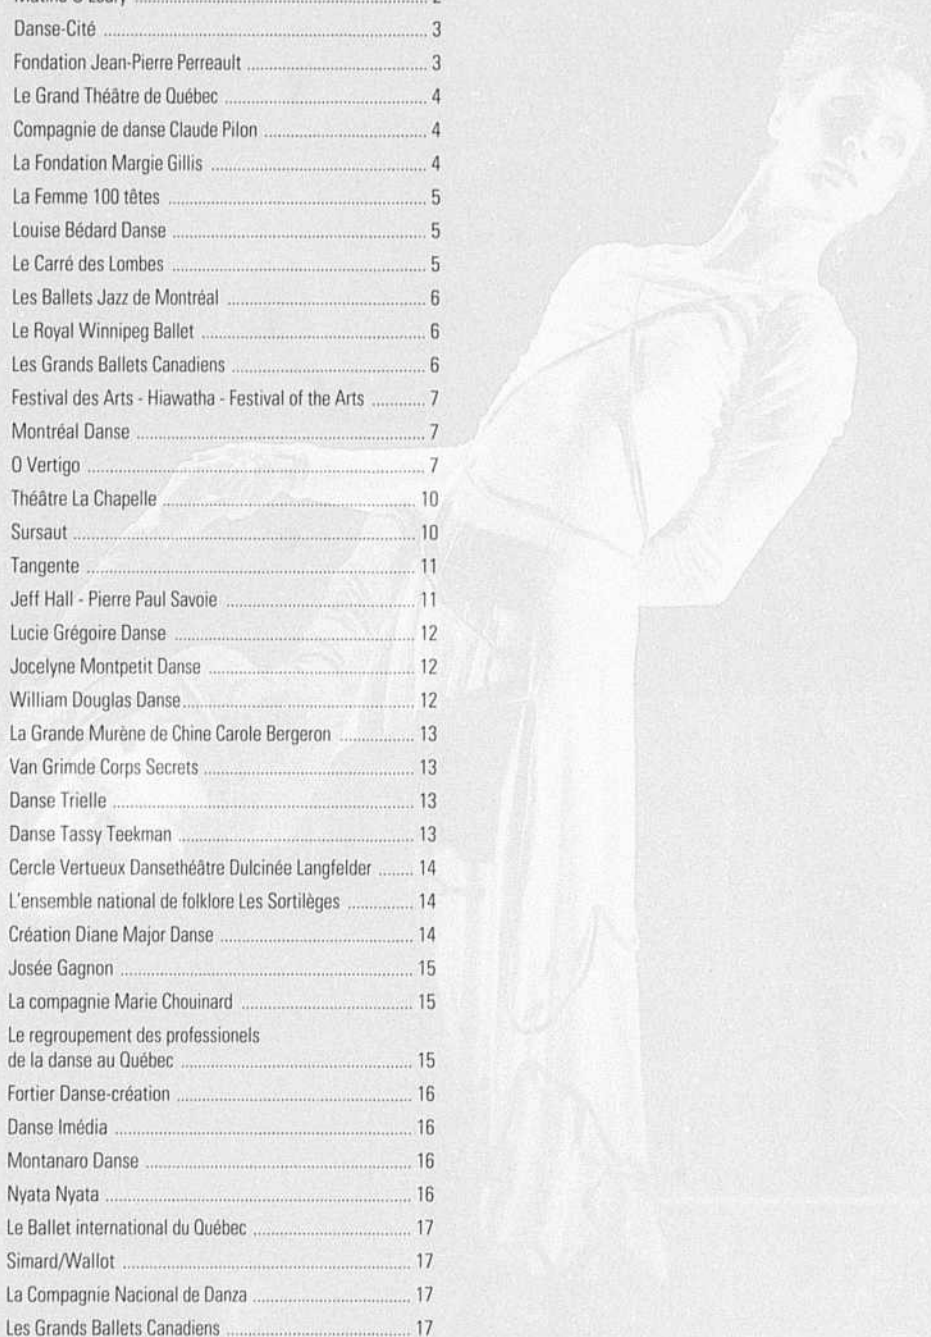 Danse-Cité 3
Fondation Jean-Pierre Perreault 3
Le Grand Théâtre de Québec 4
Compagnie de danse Claude Pilon 4
La Fondation Margie Gillis 4
La Femme 100 têtes 5
Louise Bédard Danse 5
Le Carré des Lombes 5
Les Ballets Jazz de Montréal 6
Le Royal Winnipeg Ballet 6
Les Grands Ballets Canadiens 6
Festival des Arts - Hiawatha - Festival of the Arts 7
Montréal Danse 7
O Vertigo 7
Théâtre La Chapelle 10
Sursaut 10
Tangente 11
Jeff Hall - Pierre Paul Savoie 11
Lucie Grégoire Danse 12
Jocelyne Montpetit Danse 12
William Douglas Danse 12
La Grande Murène de Chine Carole Bergeron 13
Van Grimde Corps Secrets 13
Danse Trielle 13
Danse Tassy Teekman 13
Cercle Vertueux Dansethéâtre Dulcinée Langfelder 14
L'ensemble national de folklore Les Sortilèges 14
Création Diane Major Danse 14
Josée Gagnon 15
La compagnie Marie Chouinard 15
Le regroupement des professionels
de la danse au Québec 15
Fortier Danse-création 16
Danse Imédia 16
Montanaro Danse 16
Nyata Nyata 16
Le Ballet international du Québec 17
Simard/Wallot 17
La Compagnie Nacional de Danza 17
Les Grands Ballets Canadiens 17